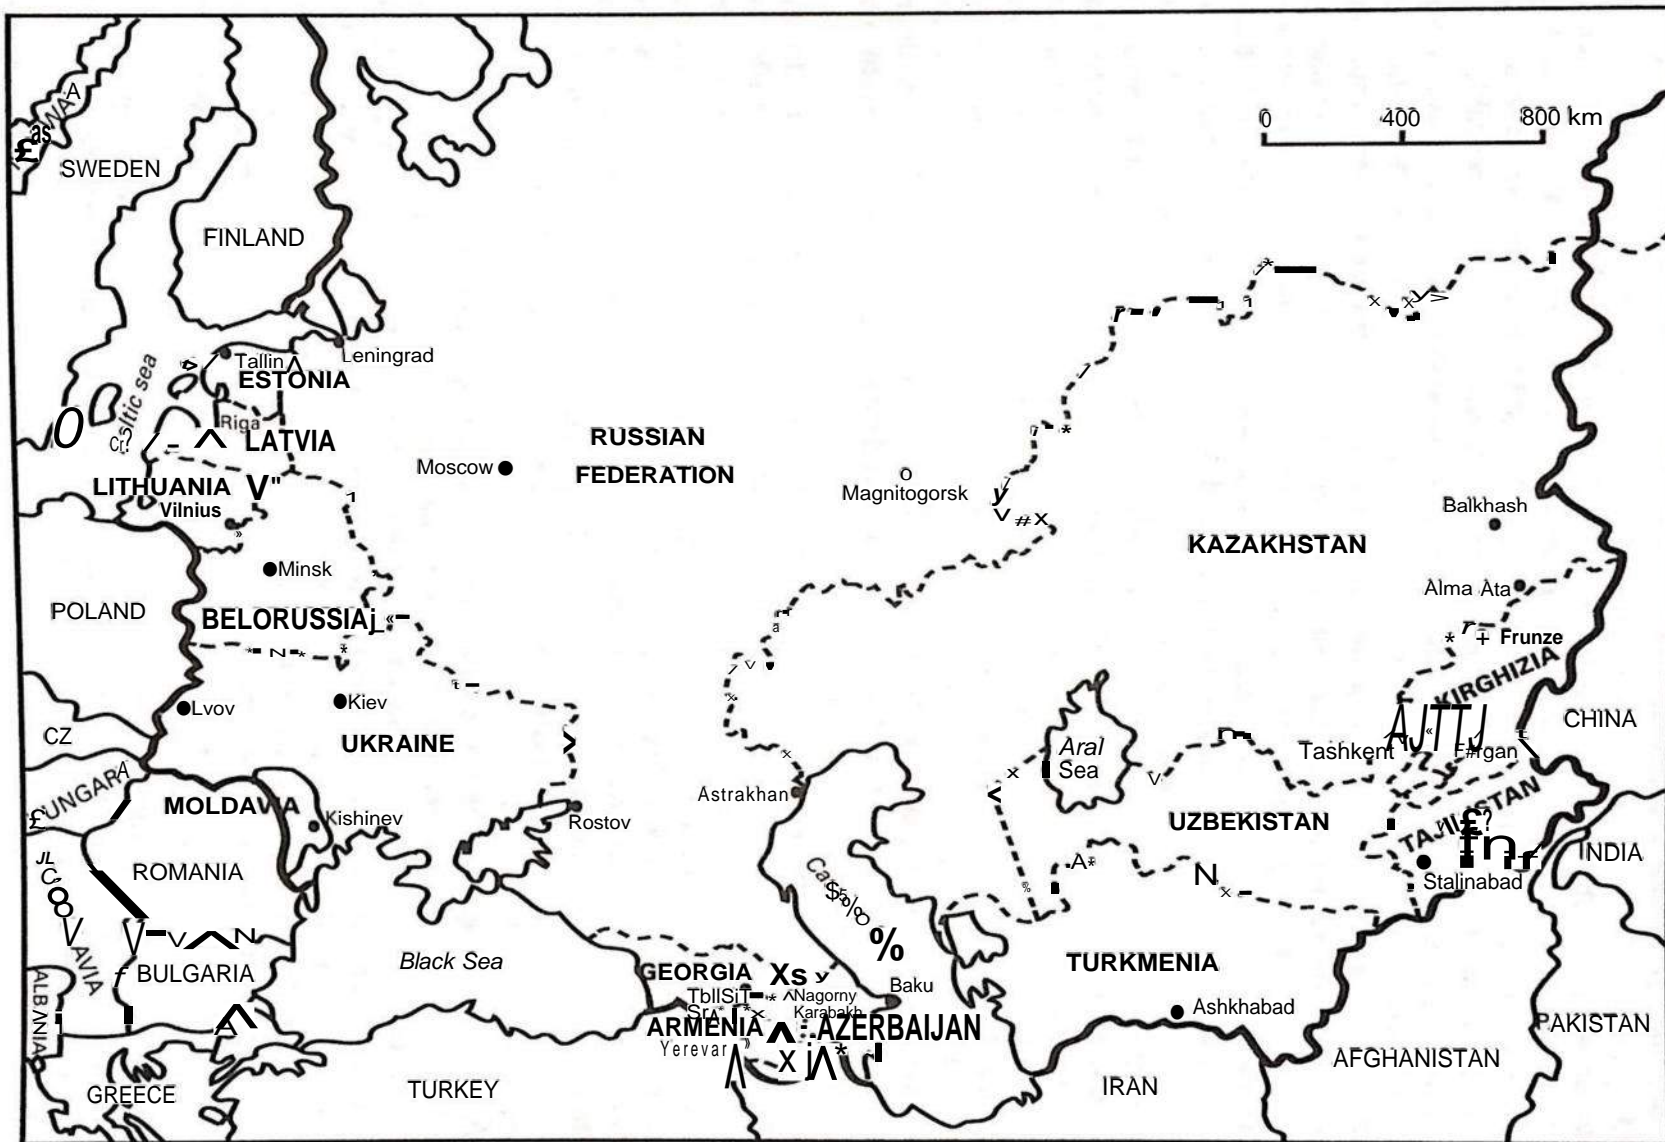 0 400 800 km
SWEDEN
FINLAND
Leningrad
Tallin
ESTONIA
Riga
LATVIA
RUSSIAN
FEDERATION
Moscow
Magnitogorsk
LITHUANIA
Vilnius
Balkhash
KAZAKHSTAN
Minsk
Alma Ata
POLAND
BELORUSSIA
Frunze
KIRGHIZIA
Lvov
Kiev
CHINA
CZ
UKRAINE
Aral
Sea
Tashkent
MOLDAVIA
Astrakhan
Kishinev
Rostov
UZBEKISTAN
ROMANIA
INDIA
Stalinabad
Black Sea
GEORGIA
TURKMENIA
BULGARIA
ALBANIA
Baku
Nagorny
Karabakh
Ashkhabad
ARMENIA
AZERBAIJAN
Yerevar
PAKISTAN
AFGHANISTAN
GREECE
TURKEY
IRAN